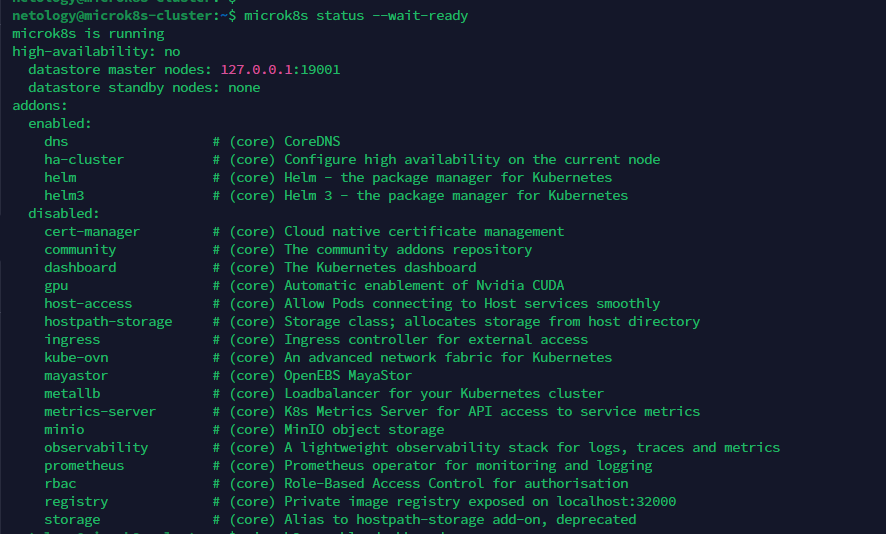 netology@microk8s-cluster:~$ microk8s status --wait-ready
microk8s is running
high-availability: no
  datastore master nodes: 127.0.0.1:19001
  datastore standby nodes: none
addons:
  enabled:
    dns                  # (core) CoreDNS
    ha-cluster           # (core) Configure high availability on the current node
    helm                 # (core) Helm - the package manager for Kubernetes
    helm3                # (core) Helm 3 - the package manager for Kubernetes
  disabled:
    cert-manager         # (core) Cloud native certificate management
    community            # (core) The community addons repository
    dashboard            # (core) The Kubernetes dashboard
    gpu                  # (core) Automatic enablement of Nvidia CUDA
    host-access          # (core) Allow Pods connecting to Host services smoothly
    hostpath-storage     # (core) Storage class; allocates storage from host directory
    ingress              # (core) Ingress controller for external access
    kube-ovn             # (core) An advanced network fabric for Kubernetes
    mayastor             # (core) OpenEBS MayaStor
    metallb              # (core) Loadbalancer for your Kubernetes cluster
    metrics-server       # (core) K8s Metrics Server for API access to service metrics
    minio                # (core) MinIO object storage
    observability        # (core) A lightweight observability stack for logs, traces and metrics
    prometheus           # (core) Prometheus operator for monitoring and logging
    rbac                 # (core) Role-Based Access Control for authorisation
    registry             # (core) Private image registry exposed on localhost:32000
    storage              # (core) Alias to hostpath-storage add-on, deprecated